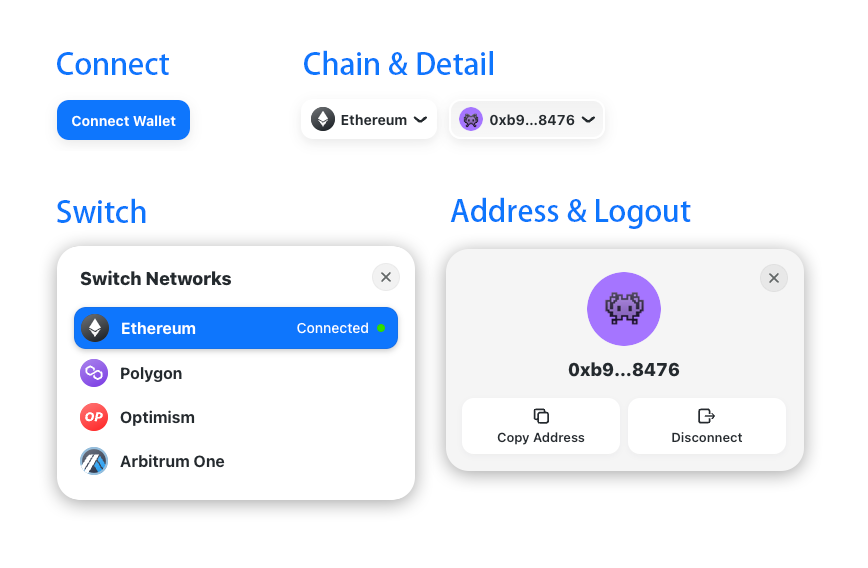 Connect
Chain & Detail
Connect Wallet
Ethereum
0xb9...8476
Switch
Address & Logout
Switch Networks
Ethereum
Connected
Polygon
OP
Optimism
Arbitrum One
0xb9...8476
Copy Address
Disconnect